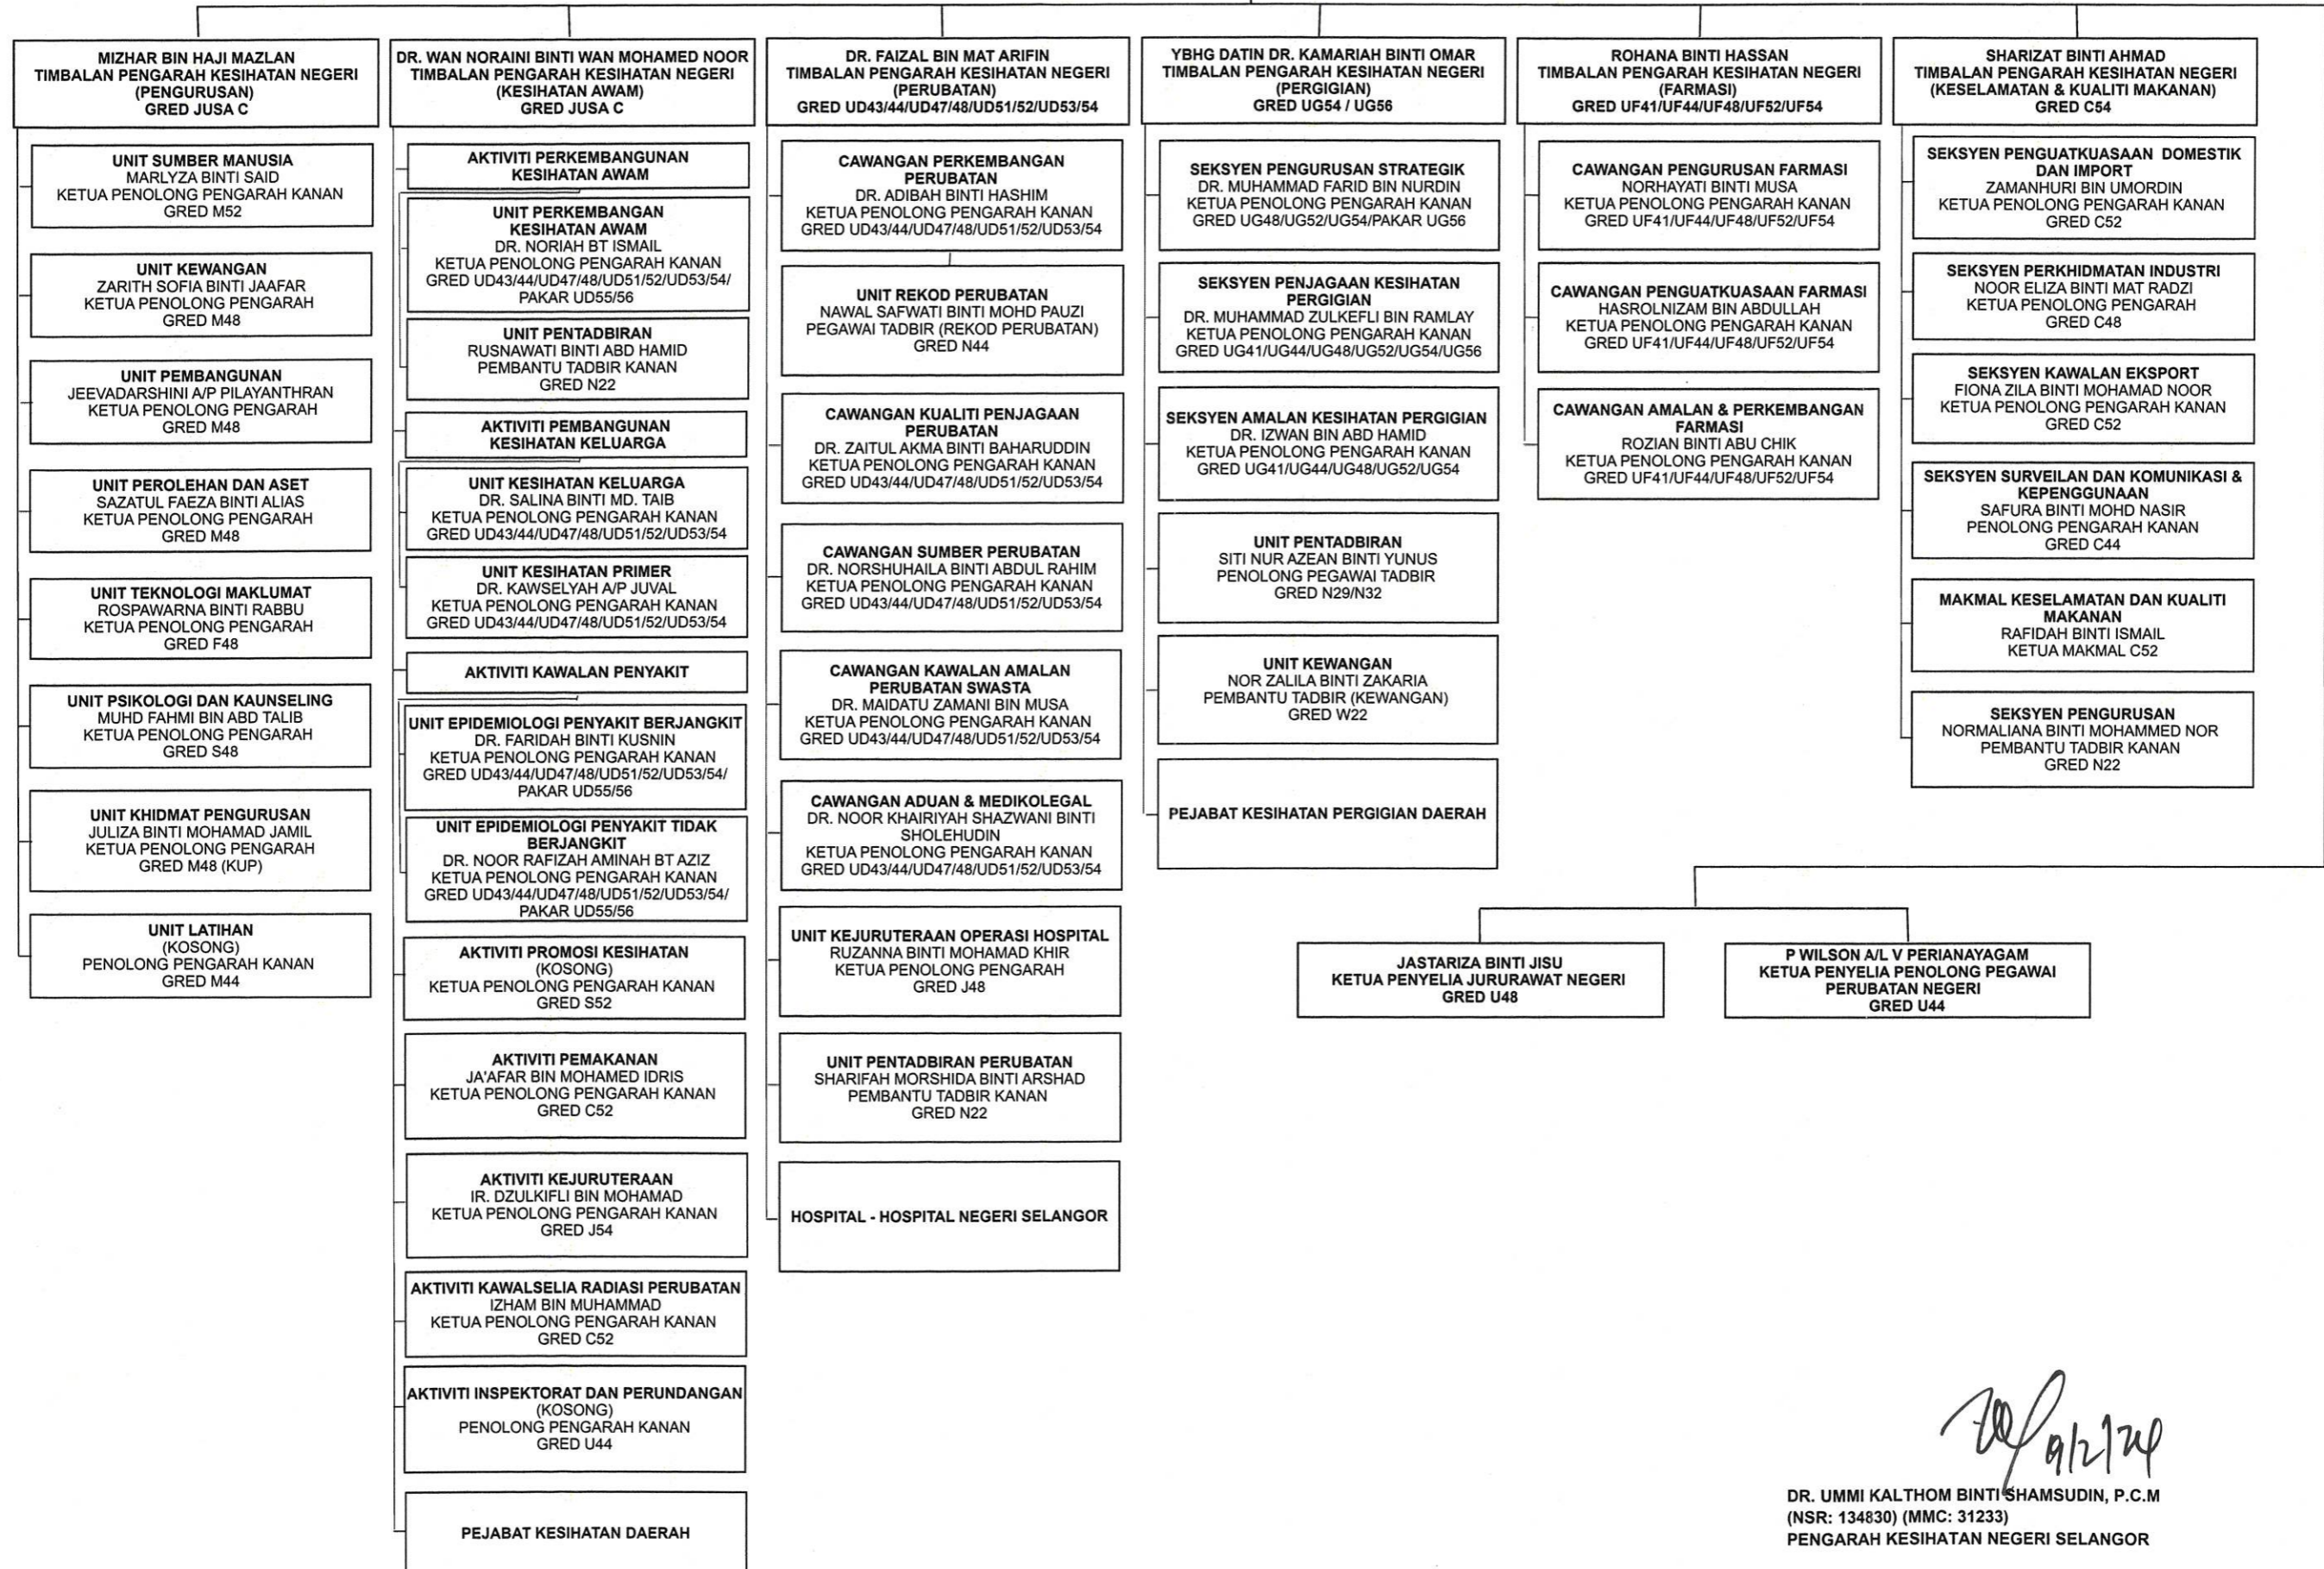 MIZHAR BIN HAJI MAZLAN
TIMBALAN PENGARAH KESIHATAN NEGERI
(PENGURUSAN)
GRED JUSA C
UNIT SUMBER MANUSIA
MARLYZA BINTI SAID
KETUA PENOLONG PENGARAH KANAN
GRED M52
UNIT KEWANGAN
ZARITH SOFIA BINTI JAAFAR
KETUA PENOLONG PENGARAH
GRED M48
UNIT PEMBANGUNAN
JEEVADARSHINI A/P PILAYANTHRAN
KETUA PENOLONG PENGARAH
GRED M48
UNIT PEROLEHAN DAN ASET
SAZATUL FAEZA BINTI ALIAS
KETUA PENOLONG PENGARAH
GRED M48
UNIT TEKNOLOGI MAKLUMAT
ROSPAWARNA BINTI RABBU
KETUA PENOLONG PENGARAH
GRED F48
UNIT PSIKOLOGI DAN KAUNSELING
MUHD FAHMI BIN ABD TALIB
KETUA PENOLONG PENGARAH
GRED S48
UNIT KHIDMAT PENGURUSAN
JULIZA BINTI MOHAMAD JAMIL
KETUA PENOLONG PENGARAH
GRED M48 (KUP)
UNIT LATIHAN
(KOSONG)
PENOLONG PENGARAH KANAN
GRED M44
DR. WAN NORAINI BINTI WAN MOHAMED NOOR
TIMBALAN PENGARAH KESIHATAN NEGERI
(KESIHATAN AWAM)
GRED JUSA C
AKTIVITI PERKEMBANGUNAN
KESIHATAN AWAM
UNIT PERKEMBANGAN
KESIHATAN AWAM
DR. NORIAH BT ISMAIL
KETUA PENOLONG PENGARAH KANAN
GRED UD43/44/UD47/48/UD51/52/UD53/54/
PAKAR UD55/56
UNIT PENTADBIRAN
RUSNAWATI BINTI ABD HAMID
PEMBANTU TADBIR KANAN
GRED N22
AKTIVITI PEMBANGUNAN
KESIHATAN KELUARGA
UNIT KESIHATAN KELUARGA
DR. SALINA BINTI MD. TAIB
KETUA PENOLONG PENGARAH KANAN
GRED UD43/44/UD47/48/UD51/52/UD53/54
UNIT KESIHATAN PRIMER
DR. KAWSELYAH A/P JUVAL
KETUA PENOLONG PENGARAH KANAN
GRED UD43/44/UD47/48/UD51/52/UD53/54
AKTIVITI KAWALAN PENYAKIT
UNIT EPIDEMIOLOGI PENYAKIT BERJANGKIT
DR. FARIDAH BINTI KUSNIN
KETUA PENOLONG PENGARAH KANAN
GRED UD43/44/UD47/48/UD51/52/UD53/54/
PAKAR UD55/56
UNIT EPIDEMIOLOGI PENYAKIT TIDAK
BERJANGKIT
DR. NOOR RAFIZAH AMINAH BT AZIZ
KETUA PENOLONG PENGARAH KANAN
GRED UD43/44/UD47/48/UD51/52/UD53/54/
PAKAR UD55/56
AKTIVITI PROMOSI KESIHATAN
(KOSONG)
KETUA PENOLONG PENGARAH KANAN
GRED S52
AKTIVITI PEMAKANAN
JA'AFAR BIN MOHAMED IDRIS
KETUA PENOLONG PENGARAH KANAN
GRED C52
AKTIVITI KEJURUTERAAN
IR. DZULKIFLI BIN MOHAMAD
KETUA PENOLONG PENGARAH KANAN
GRED J54
AKTIVITI KAWALSELIA RADIASI PERUBATAN
IZHAM BIN MUHAMMAD
KETUA PENOLONG PENGARAH KANAN
GRED C52
AKTIVITI INSPEKTORAT DAN PERUNDANGAN
(KOSONG)
PENOLONG PENGARAH KANAN
GRED U44
PEJABAT KESIHATAN DAERAH
DR. FAIZAL BIN MAT ARIFIN
TIMBALAN PENGARAH KESIHATAN NEGERI
(PERUBATAN)
GRED UD43/44/UD47/48/UD51/52/UD53/54
CAWANGAN PERKEMBANGAN
PERUBATAN
DR. ADIBAH BINTI HASHIM
KETUA PENOLONG PENGARAH KANAN
GRED UD43/44/UD47/48/UD51/52/UD53/54
UNIT REKOD PERUBATAN
NAWAL SAFWATI BINTI MOHD PAUZI
PEGAWAI TADBIR (REKOD PERUBATAN)
GRED N44
CAWANGAN KUALITI PENJAGAAN
PERUBATAN
DR. ZAITUL AKMA BINTI BAHARUDDIN
KETUA PENOLONG PENGARAH KANAN
GRED UD43/44/UD47/48/UD51/52/UD53/54
CAWANGAN SUMBER PERUBATAN
DR. NORSHUHAILA BINTI ABDUL RAHIM
KETUA PENOLONG PENGARAH KANAN
GRED UD43/44/UD47/48/UD51/52/UD53/54
CAWANGAN KAWALAN AMALAN
PERUBATAN SWASTA
DR. MAIDATU ZAMANI BIN MUSA
KETUA PENOLONG PENGARAH KANAN
GRED UD43/44/UD47/48/UD51/52/UD53/54
CAWANGAN ADUAN & MEDIKOLEGAL
DR. NOOR KHAIRIYAH SHAZWANI BINTI
SHOLEHUDIN
KETUA PENOLONG PENGARAH KANAN
GRED UD43/44/UD47/48/UD51/52/UD53/54
UNIT KEJURUTERAAN OPERASI HOSPITAL
RUZANNA BINTI MOHAMAD KHIR
KETUA PENOLONG PENGARAH
GRED J48
UNIT PENTADBIRAN PERUBATAN
SHARIFAH MORSHIDA BINTI ARSHAD
PEMBANTU TADBIR KANAN
GRED N22
HOSPITAL - HOSPITAL NEGERI SELANGOR
YBHG DATIN DR. KAMARIAH BINTI OMAR
TIMBALAN PENGARAH KESIHATAN NEGERI
(PERGIGIAN)
GRED UG54 / UG56
SEKSYEN PENGURUSAN STRATEGIK
DR. MUHAMMAD FARID BIN NURDIN
KETUA PENOLONG PENGARAH KANAN
GRED UG48/UG52/UG54/PAKAR UG56
SEKSYEN PENJAGAAN KESIHATAN
PERGIGIAN
DR. MUHAMMAD ZULKEFLI BIN RAMLAY
KETUA PENOLONG PENGARAH KANAN
GRED UG41/UG44/UG48/UG52/UG54/UG56
SEKSYEN AMALAN KESIHATAN PERGIGIAN
DR. IZWAN BIN ABD HAMID
KETUA PENOLONG PENGARAH KANAN
GRED UG41/UG44/UG48/UG52/UG54
UNIT PENTADBIRAN
SITI NUR AZEAN BINTI YUNUS
PENOLONG PEGAWAI TADBIR
GRED N29/N32
UNIT KEWANGAN
NOR ZALILA BINTI ZAKARIA
PEMBANTU TADBIR (KEWANGAN)
GRED W22
PEJABAT KESIHATAN PERGIGIAN DAERAH
ROHANA BINTI HASSAN
TIMBALAN PENGARAH KESIHATAN NEGERI
(FARMASI)
GRED UF41/UF44/UF48/UF52/UF54
CAWANGAN PENGURUSAN FARMASI
NORHAYATI BINTI MUSA
KETUA PENOLONG PENGARAH KANAN
GRED UF41/UF44/UF48/UF52/UF54
CAWANGAN PENGUATKUASAAN FARMASI
HASROLNIZAM BIN ABDULLAH
KETUA PENOLONG PENGARAH KANAN
GRED UF41/UF44/UF48/UF52/UF54
CAWANGAN AMALAN & PERKEMBANGAN
FARMASI
ROZIAN BINTI ABU CHIK
KETUA PENOLONG PENGARAH KANAN
GRED UF41/UF44/UF48/UF52/UF54
SHARIZAT BINTI AHMAD
TIMBALAN PENGARAH KESIHATAN NEGERI
(KESELAMATAN & KUALITI MAKANAN)
GRED C54
SEKSYEN PENGUATKUASAAN DOMESTIK
DAN IMPORT
ZAMANHURI BIN UMORDIN
KETUA PENOLONG PENGARAH KANAN
GRED C52
SEKSYEN PERKHIDMATAN INDUSTRI
NOOR ELIZA BINTI MAT RADZI
KETUA PENOLONG PENGARAH
GRED C48
SEKSYEN KAWALAN EKSPORT
FIONA ZILA BINTI MOHAMAD NOOR
KETUA PENOLONG PENGARAH KANAN
GRED C52
SEKSYEN SURVEILAN DAN KOMUNIKASI &
KEPENGGUNAAN
SAFURA BINTI MOHD NASIR
PENOLONG PENGARAH KANAN
GRED C44
MAKMAL KESELAMATAN DAN KUALITI
MAKANAN
RAFIDAH BINTI ISMAIL
KETUA MAKMAL C52
SEKSYEN PENGURUSAN
NORMALIANA BINTI MOHAMMED NOR
PEMBANTU TADBIR KANAN
GRED N22
JASTARIZA BINTI JISU
KETUA PENYELIA JURURAWAT NEGERI
GRED U48
P WILSON A/L V PERIANAYAGAM
KETUA PENYELIA PENOLONG PEGAWAI
PERUBATAN NEGERI
GRED U44
9/2/24
DR. UMMI KALTHOM BINTI SHAMSUDIN, P.C.M
(NSR: 134830) (MMC: 31233)
PENGARAH KESIHATAN NEGERI SELANGOR